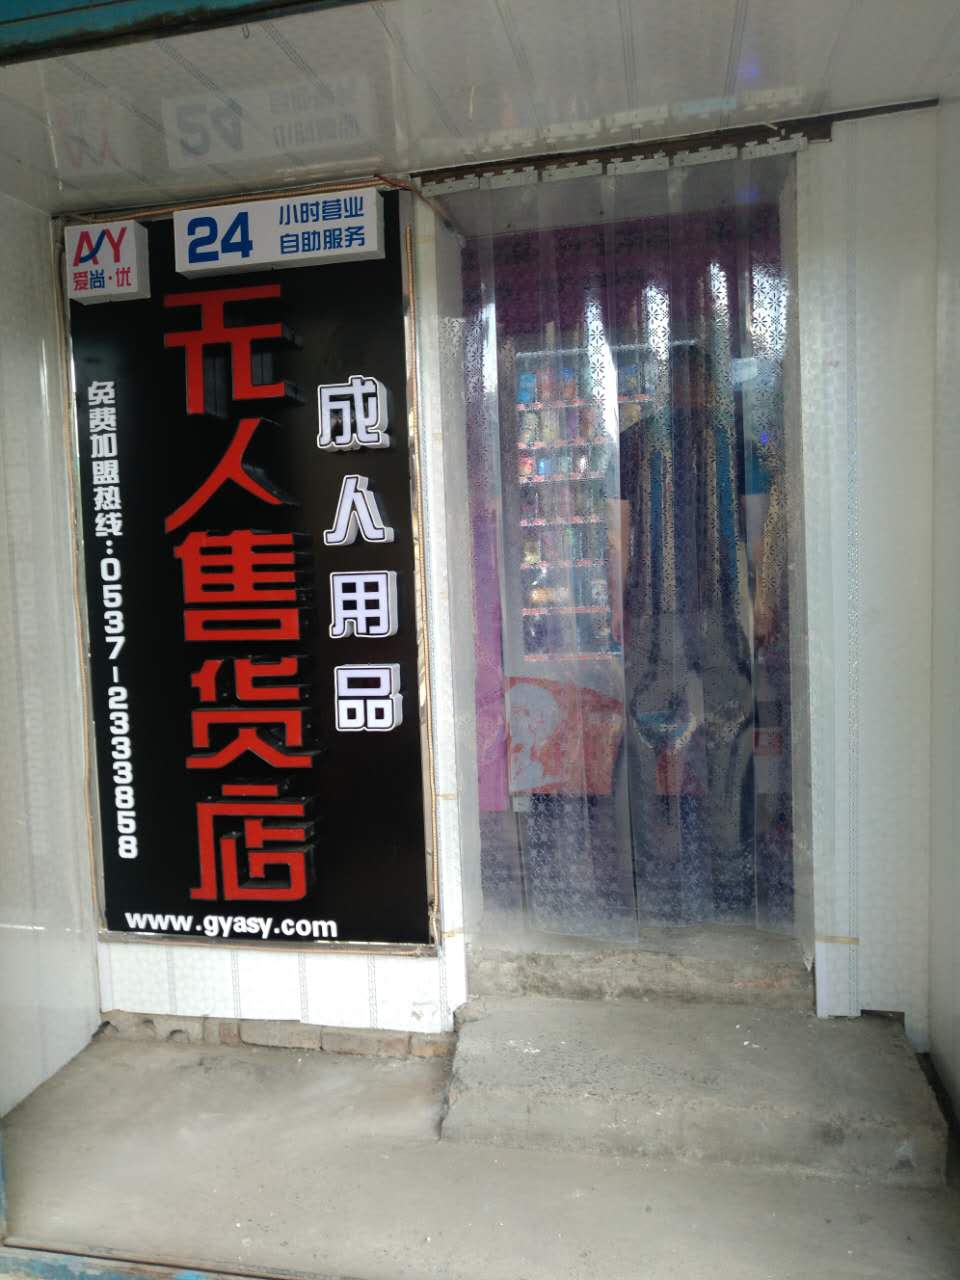 AY
爱尚·优
24
小时营业
自助服务
无人售货店
成人用品
免费加盟热线:0537-2333858
www.gyasy.com